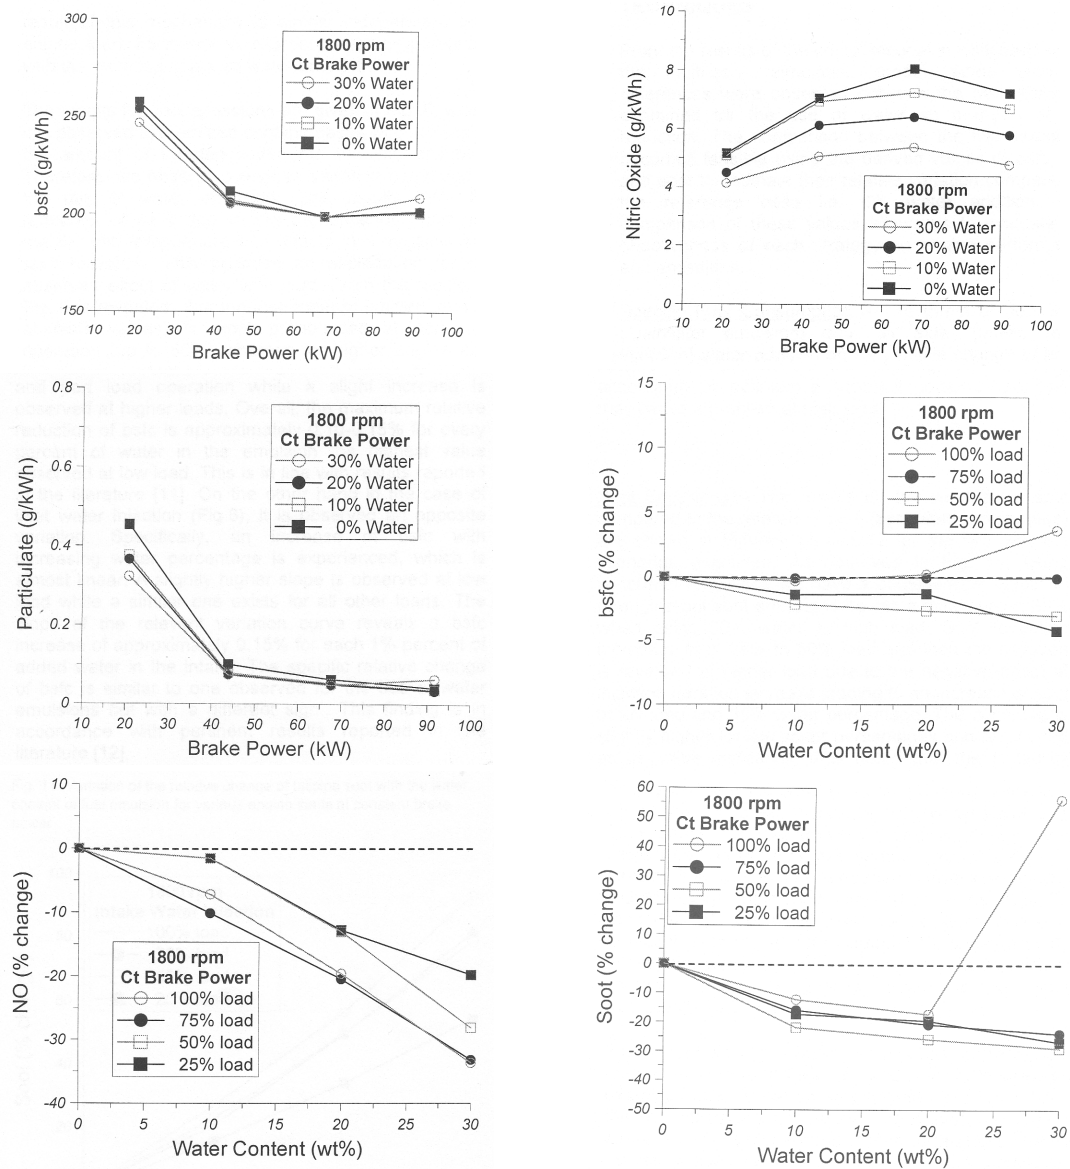 300
250
200
150
bsfc (g/kWh)
1800 rpm
Ct Brake Power
30% Water
20% Water
10% Water
0% Water
10 20 30 40 50 60 70 80 90 100
Brake Power (kW)
10
8
6
4
2
0
Nitric Oxide (g/kWh)
1800 rpm
Ct Brake Power
30% Water
20% Water
10% Water
0% Water
10 20 30 40 50 60 70 80 90 100
Brake Power (kW)
0.8
0.6
0.4
0.2
0
Particulate (g/kWh)
1800 rpm
Ct Brake Power
30% Water
20% Water
10% Water
0% Water
10 20 30 40 50 60 70 80 90 100
Brake Power (kW)
15
10
5
0
-5
-10
bsfc (% change)
1800 rpm
Ct Brake Power
100% load
75% load
50% load
25% load
0 5 10 15 20 25 30
Water Content (wt%)
10
0
-10
-20
-30
-40
NO (% change)
1800 rpm
Ct Brake Power
100% load
75% load
50% load
25% load
0 5 10 15 20 25 30
Water Content (wt%)
60
50
40
30
20
10
0
-10
-20
-30
-40
-50
Soot (% change)
1800 rpm
Ct Brake Power
100% load
75% load
50% load
25% load
0 5 10 15 20 25 30
Water Content (wt%)